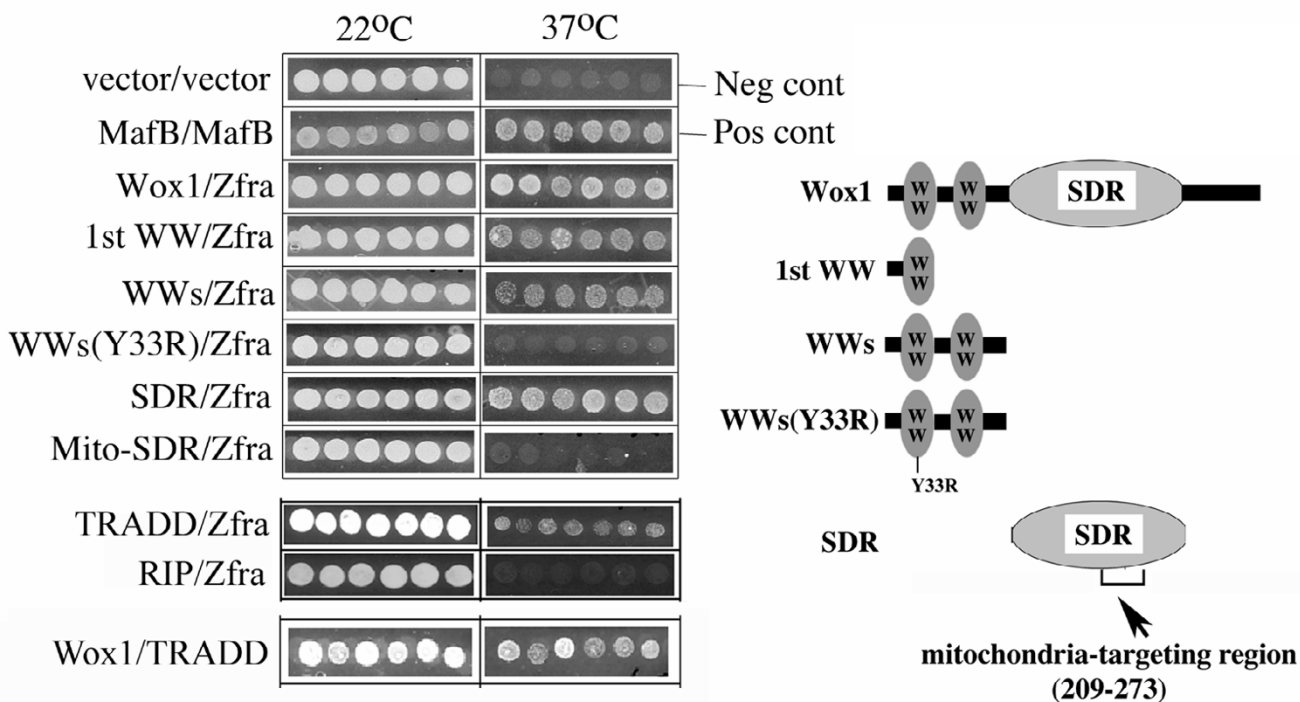 22ºC 37ºC
vector/vector
Neg cont
MafB/MafB
Pos cont
Wox1/Zfra
1st WW/Zfra
WWs/Zfra
WWs(Y33R)/Zfra
SDR/Zfra
Mito-SDR/Zfra
TRADD/Zfra
RIP/Zfra
Wox1/TRADD
Wox1
W W
W W
SDR
1st WW
W
W
WWs
W W
W W
WWs(Y33R)
W W
W W
Y33R
SDR
SDR
mitochondria-targeting region
(209-273)